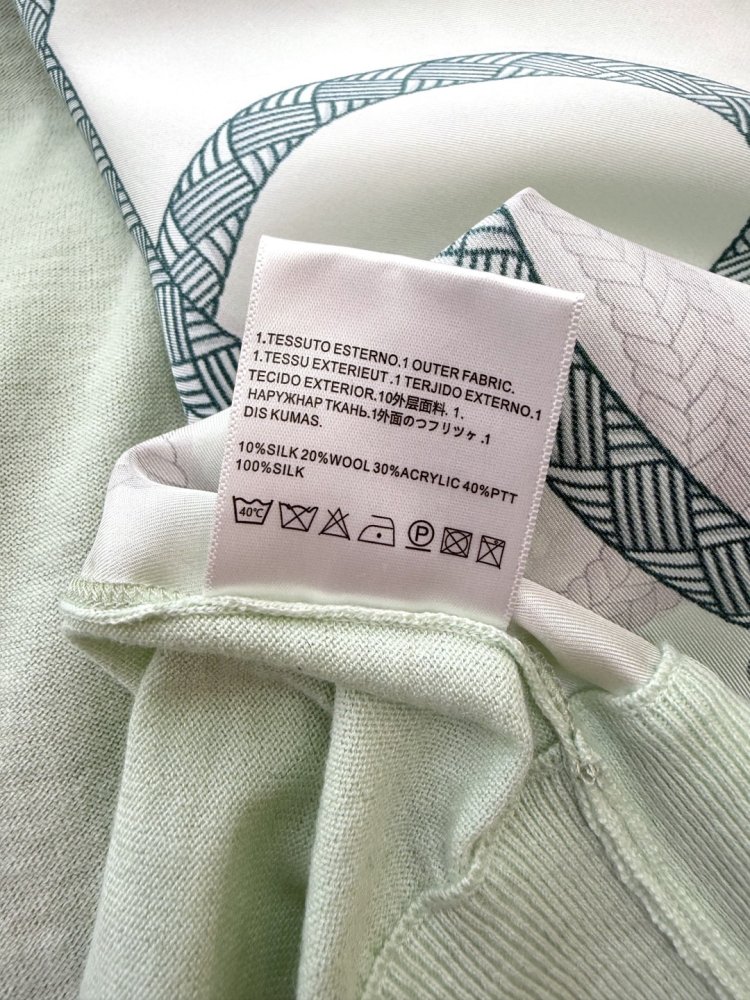 1.TESSUTO ESTERNO.1 OUTER FABRIC.
1.TESSU EXTERIEUT .1 TERJIDO EXTERNO.1
TECIDO EXTERIOR.10外层面料. 1.
НАРУЖНАР ТКАНЬ.1外面のつフリツヶ .1
DIS KUMAS.
10%SILK 20%WOOL 30%ACRYLIC 40%PTT
100%SILK
40℃ P